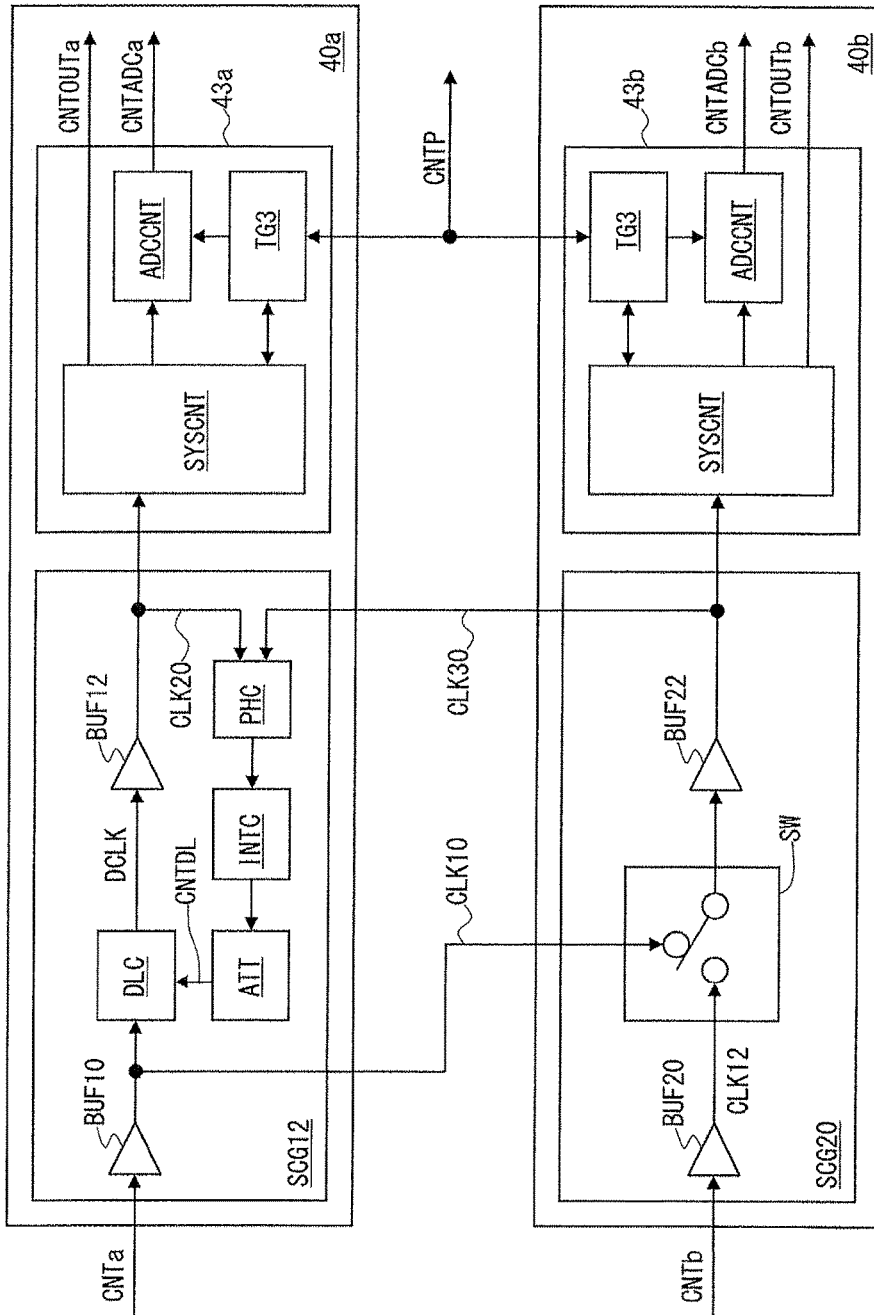 CNTa
BUF10
SCG12
DLC
DCLK
CNTDL
ATT
INTC
PHC
BUF12
CLK20
SYSCNT
ADCCNT
TG3
43a
40a
CNTOUTa
CNTADCa
CLK10
CLK30
CNTP
CNTb
BUF20
CLK12
SCG20
SW
BUF22
SYSCNT
TG3
ADCCNT
43b
40b
CNTADCb
CNTOUTb